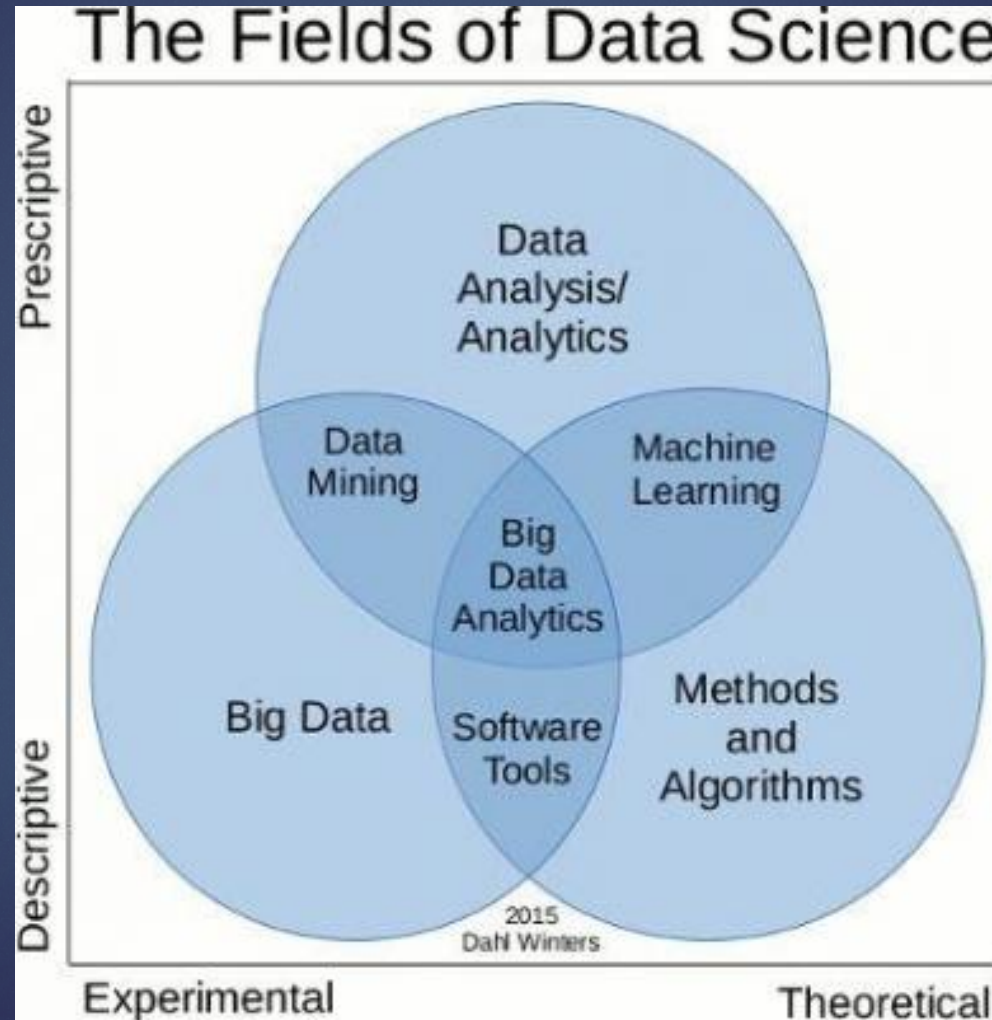 The Fields of Data Science
Prescriptive
Data
Analysis/
Analytics
Data
Mining
Machine
Learning
Big
Data
Analytics
Big Data
Software
Tools
Methods
and
Algorithms
Descriptive
2015
Dahl Winters
Experimental
Theoretical